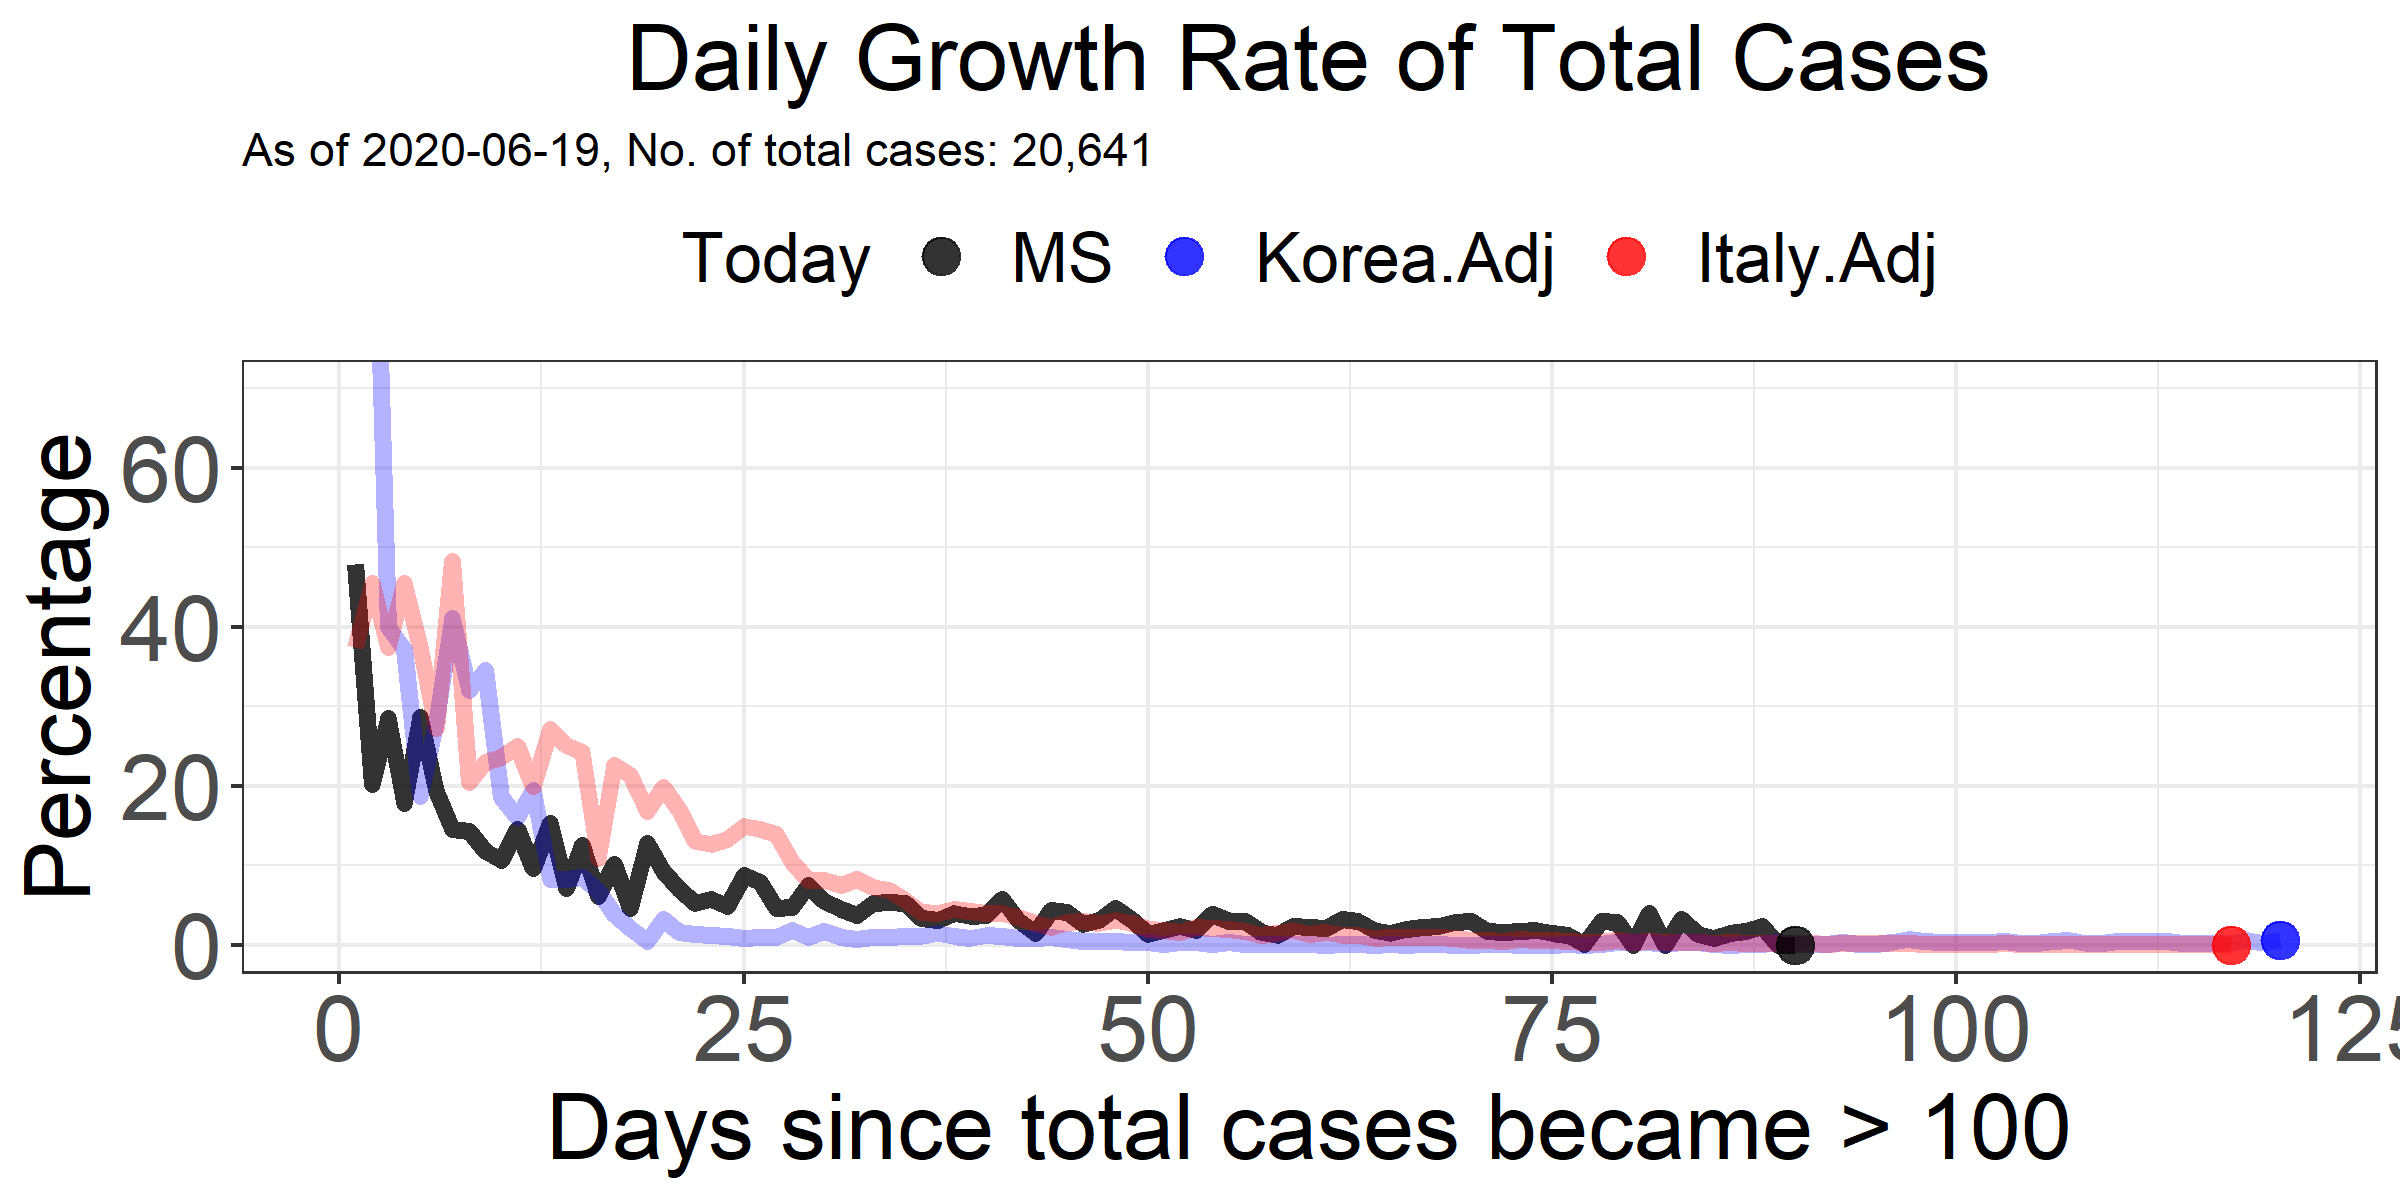 Daily Growth Rate of Total Cases
As of 2020-06-19, No. of total cases: 20,641
Today MS Korea.Adj Italy.Adj
Percentage
60
40
20
0
0 25 50 75 100 125
Days since total cases became > 100